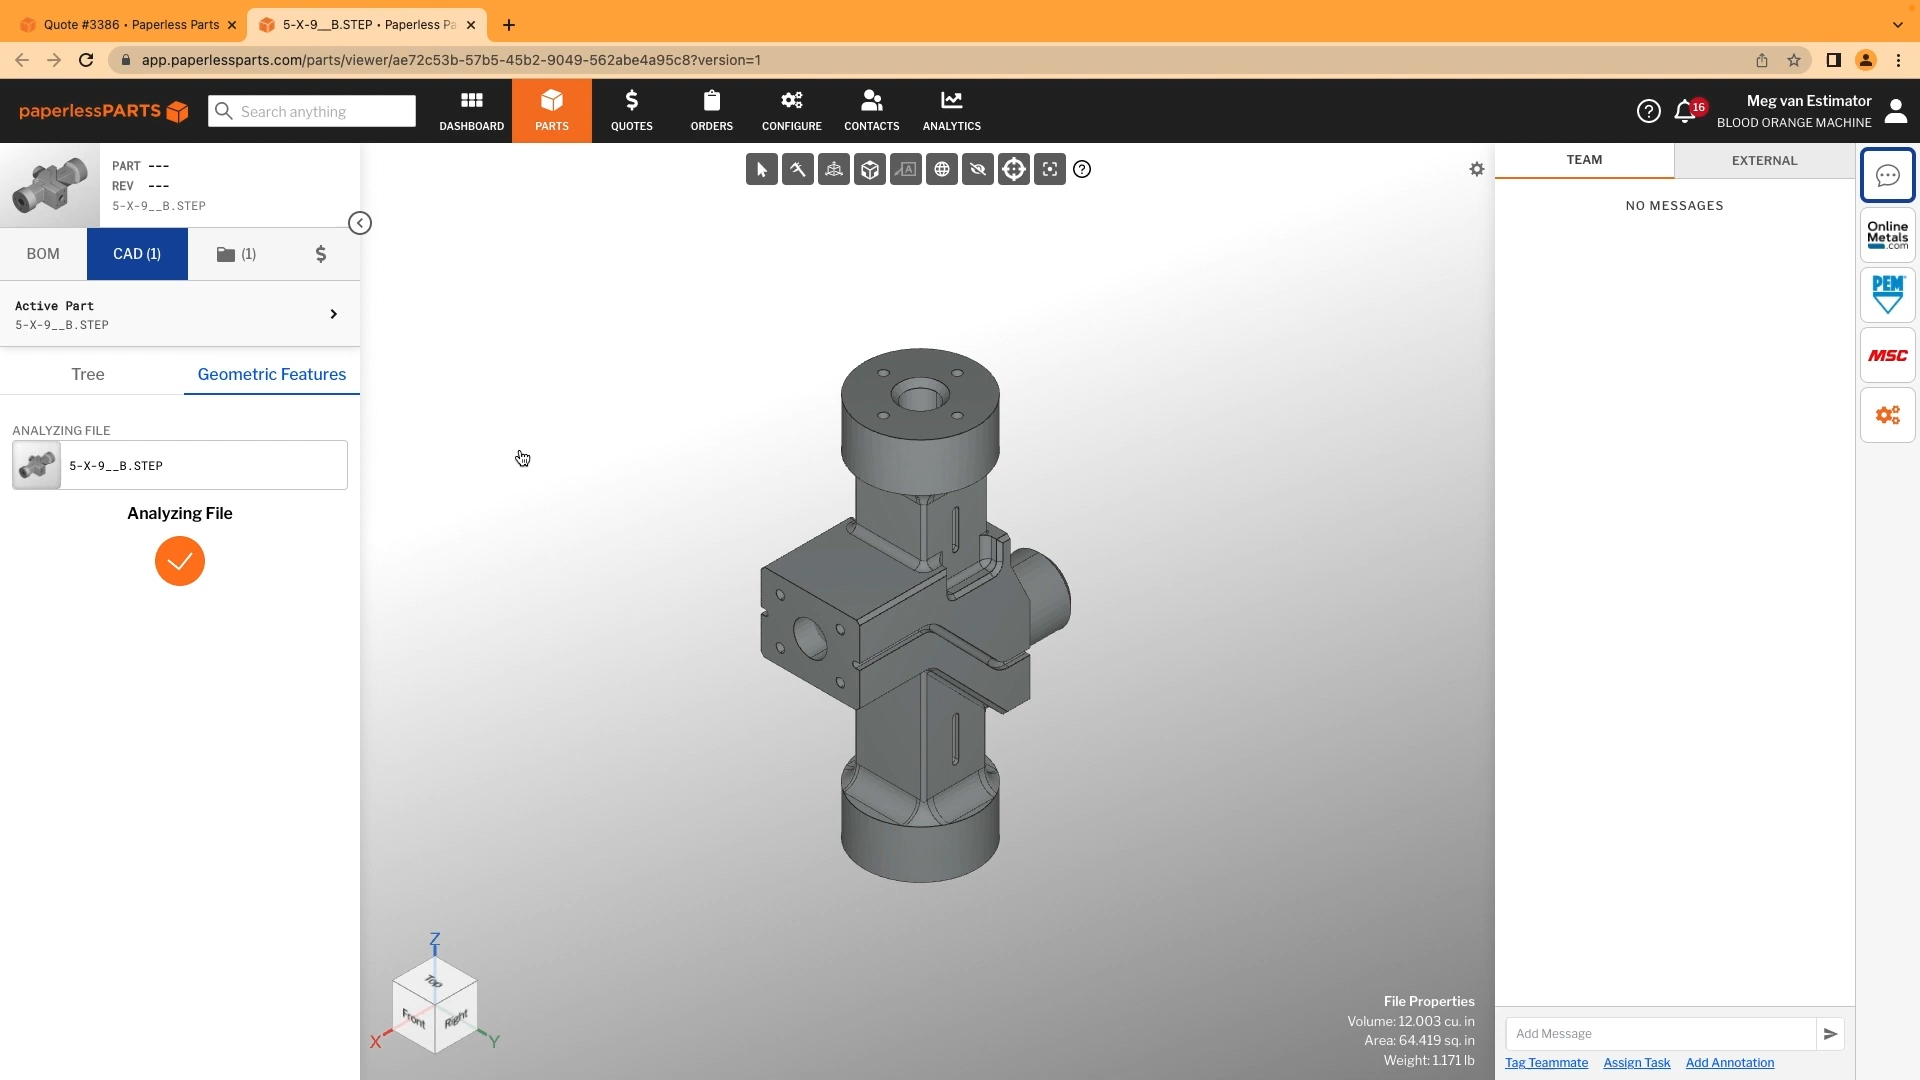 Quote #3386 • Paperless Parts
5-X-9__B.STEP • Paperless Pa
app.paperlessparts.com/parts/viewer/ae72c53b-57b5-45b2-9049-562abe4a95c8?version=1
paperlessPARTS
Search anything
DASHBOARD
PARTS
QUOTES
ORDERS
CONFIGURE
CONTACTS
ANALYTICS
16
Meg van Estimator
BLOOD ORANGE MACHINE
PART ---
REV ---
5-X-9__B.STEP
BOM
CAD (1)
(1)
Active Part
5-X-9__B.STEP
Tree
Geometric Features
ANALYZING FILE
5-X-9__B.STEP
Analyzing File
Z
Top
Front
Right
X
Y
File Properties
Volume: 12.003 cu. in
Area: 64.419 sq. in
Weight: 1.171 lb
TEAM
EXTERNAL
NO MESSAGES
Online
Metals
.com
PEM
MSC
Add Message
Tag Teammate
Assign Task
Add Annotation